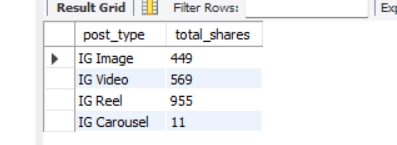 Result Grid Filter Rows:
post_type total_shares
IG Image 449
IG Video 569
IG Reel 955
IG Carousel 11